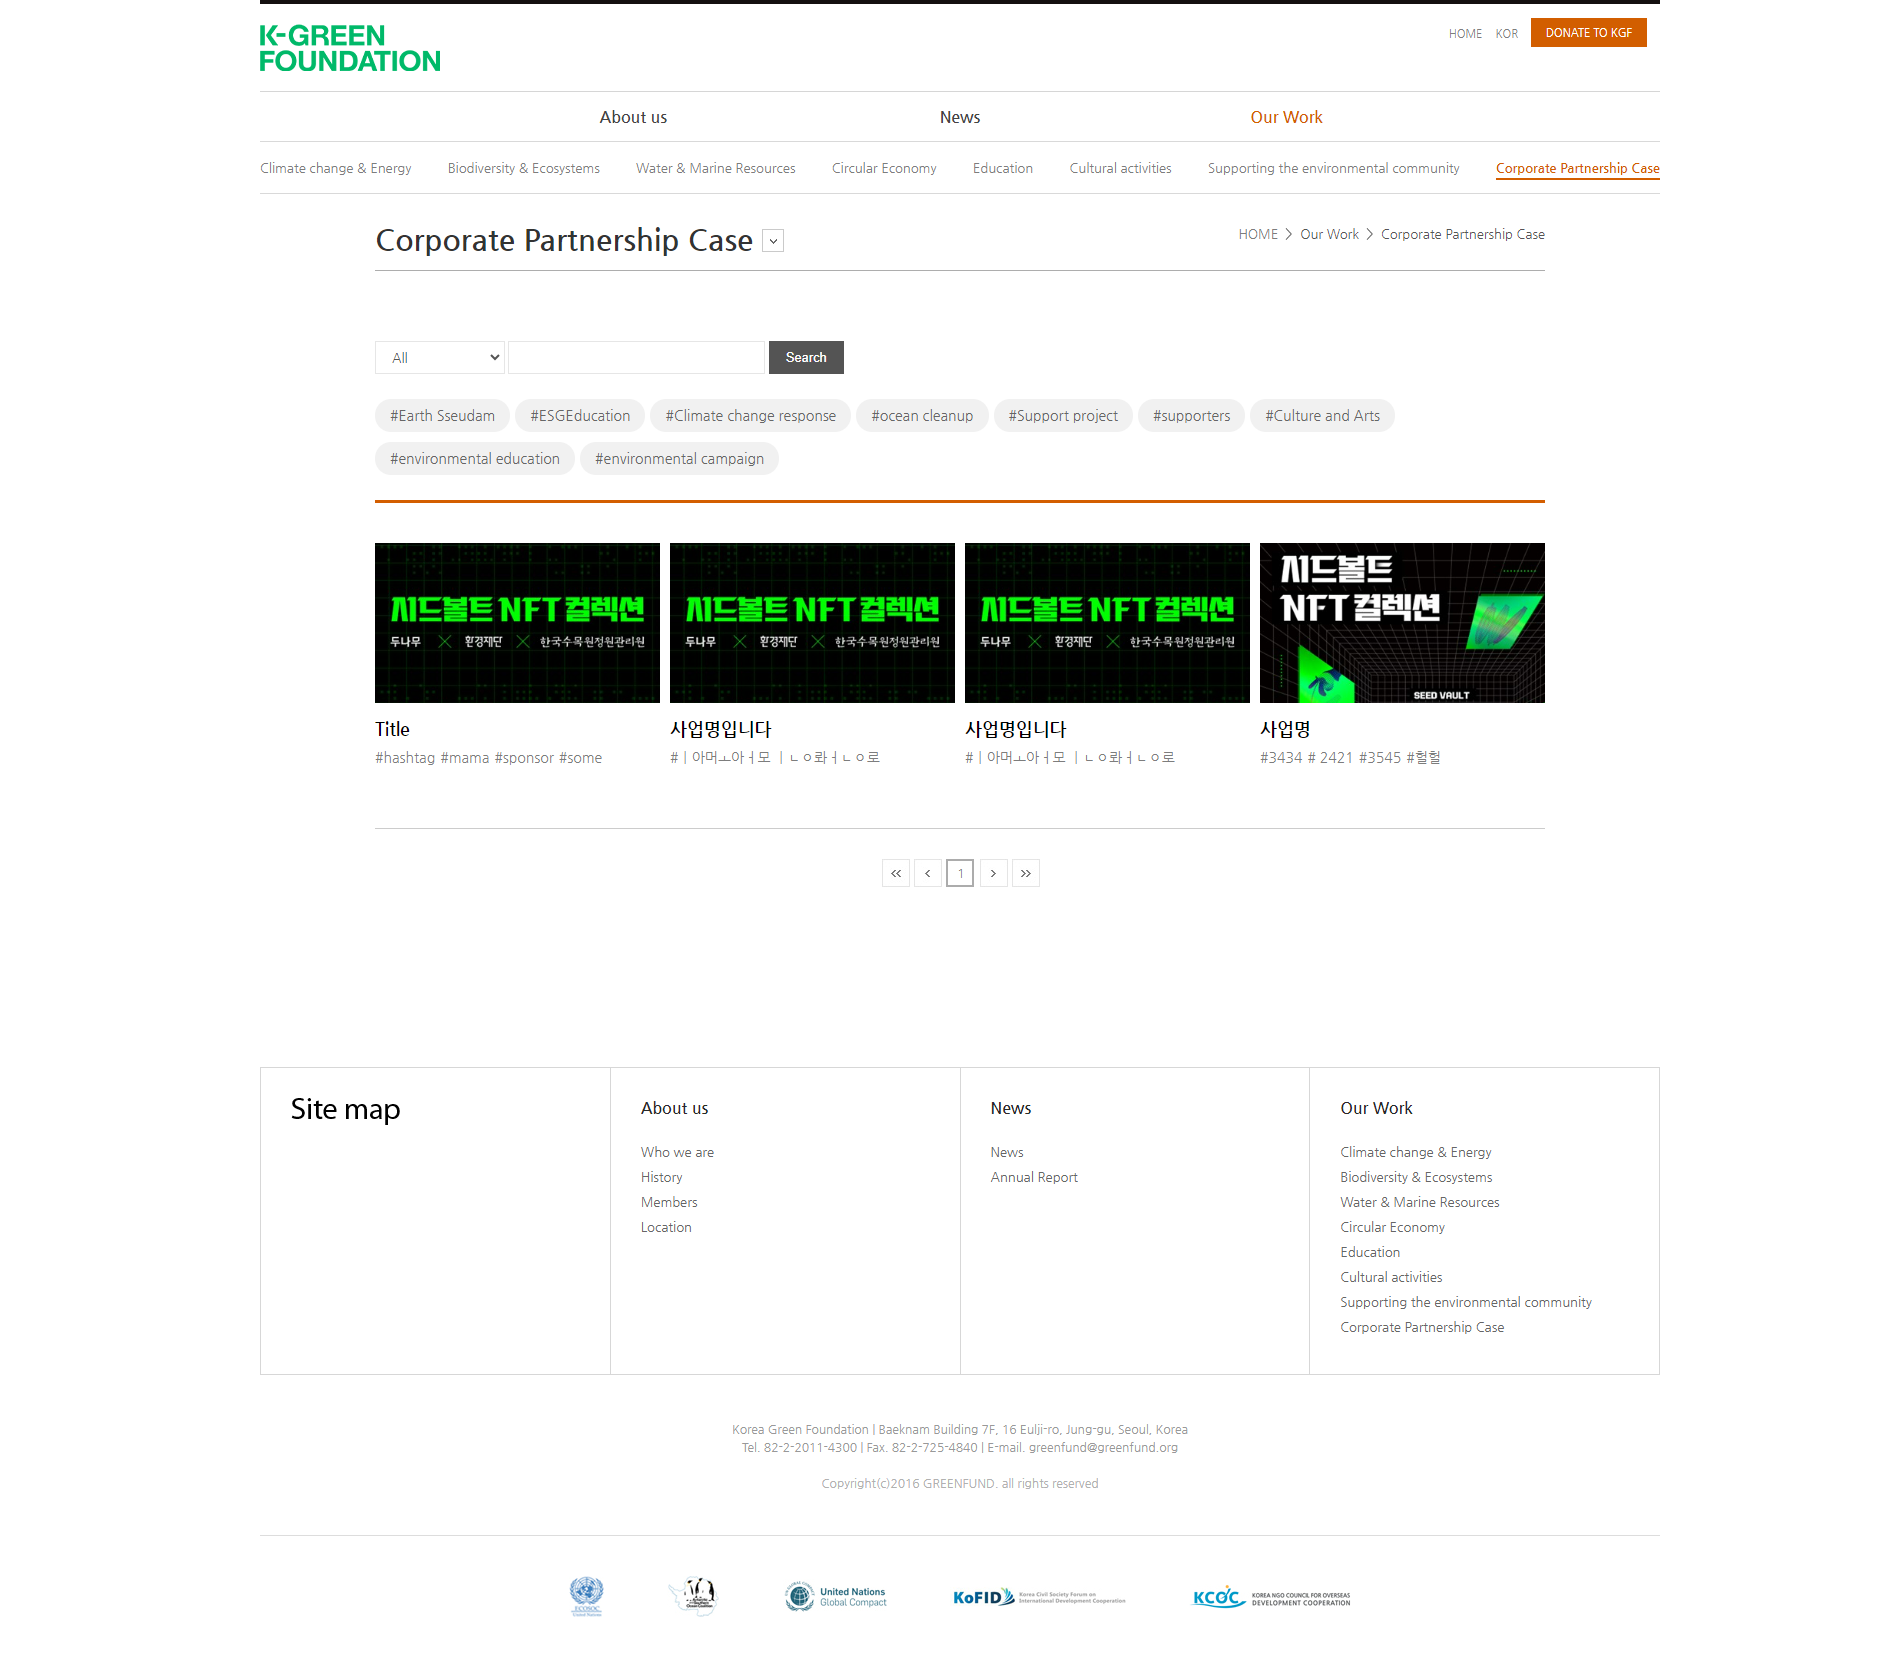 K-GREEN
FOUNDATION
HOME KOR DONATE TO KGF
About us News Our Work
Climate change & Energy Biodiversity & Ecosystems Water & Marine Resources Circular Economy Education Cultural activities Supporting the environmental community Corporate Partnership Case
Corporate Partnership Case
HOME > Our Work > Corporate Partnership Case
All Search
#Earth Sseudam #ESGEducation #Climate change response #ocean cleanup #Support project #supporters #Culture and Arts
#environmental education #environmental campaign
시드볼트 NFT 컬렉션
두나무 × 환경재단 × 한국수목원정원관리원
시드볼트 NFT 컬렉션
두나무 × 환경재단 × 한국수목원정원관리원
시드볼트 NFT 컬렉션
두나무 × 환경재단 × 한국수목원정원관리원
시드볼트
NFT 컬렉션
SEED VAULT
Title
#hashtag #mama #sponsor #some
사업명입니다
#ㅣ아머ㅗ아ㅓ모 ㅣㄴㅇ롸ㅓㄴㅇ로
사업명입니다
#ㅣ아머ㅗ아ㅓ모 ㅣㄴㅇ롸ㅓㄴㅇ로
사업명
#3434 # 2421 #3545 #헐헐
1
Site map
About us
Who we are
History
Members
Location
News
News
Annual Report
Our Work
Climate change & Energy
Biodiversity & Ecosystems
Water & Marine Resources
Circular Economy
Education
Cultural activities
Supporting the environmental community
Corporate Partnership Case
Korea Green Foundation | Baeknam Building 7F, 16 Eulji-ro, Jung-gu, Seoul, Korea
Tel. 82-2-2011-4300 | Fax. 82-2-725-4840 | E-mail. greenfund@greenfund.org
Copyright(c)2016 GREENFUND. all rights reserved
ECOSOC
United Nations
United Nations
Global Compact
KoFID
Korea Civil Society Forum on
International Development Cooperation
KCOC
KOREA NGO COUNCIL FOR OVERSEAS
DEVELOPMENT COOPERATION